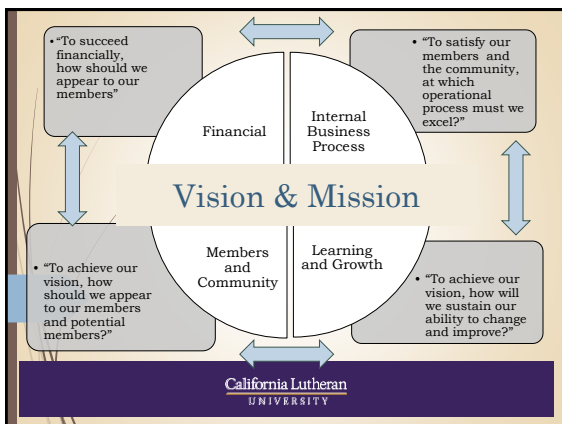 • “To succeed
financially,
how should we
appear to our
members”
• “To satisfy our
members and
the community,
at which
operational
process must we
excel?”
Financial
Internal
Business
Process
Vision & Mission
Members
and
Community
Learning
and Growth
• “To achieve our
vision, how
should we appear
to our members
and potential
members?”
• “To achieve our
vision, how will
we sustain our
ability to change
and improve?”
California Lutheran
UNIVERSITY